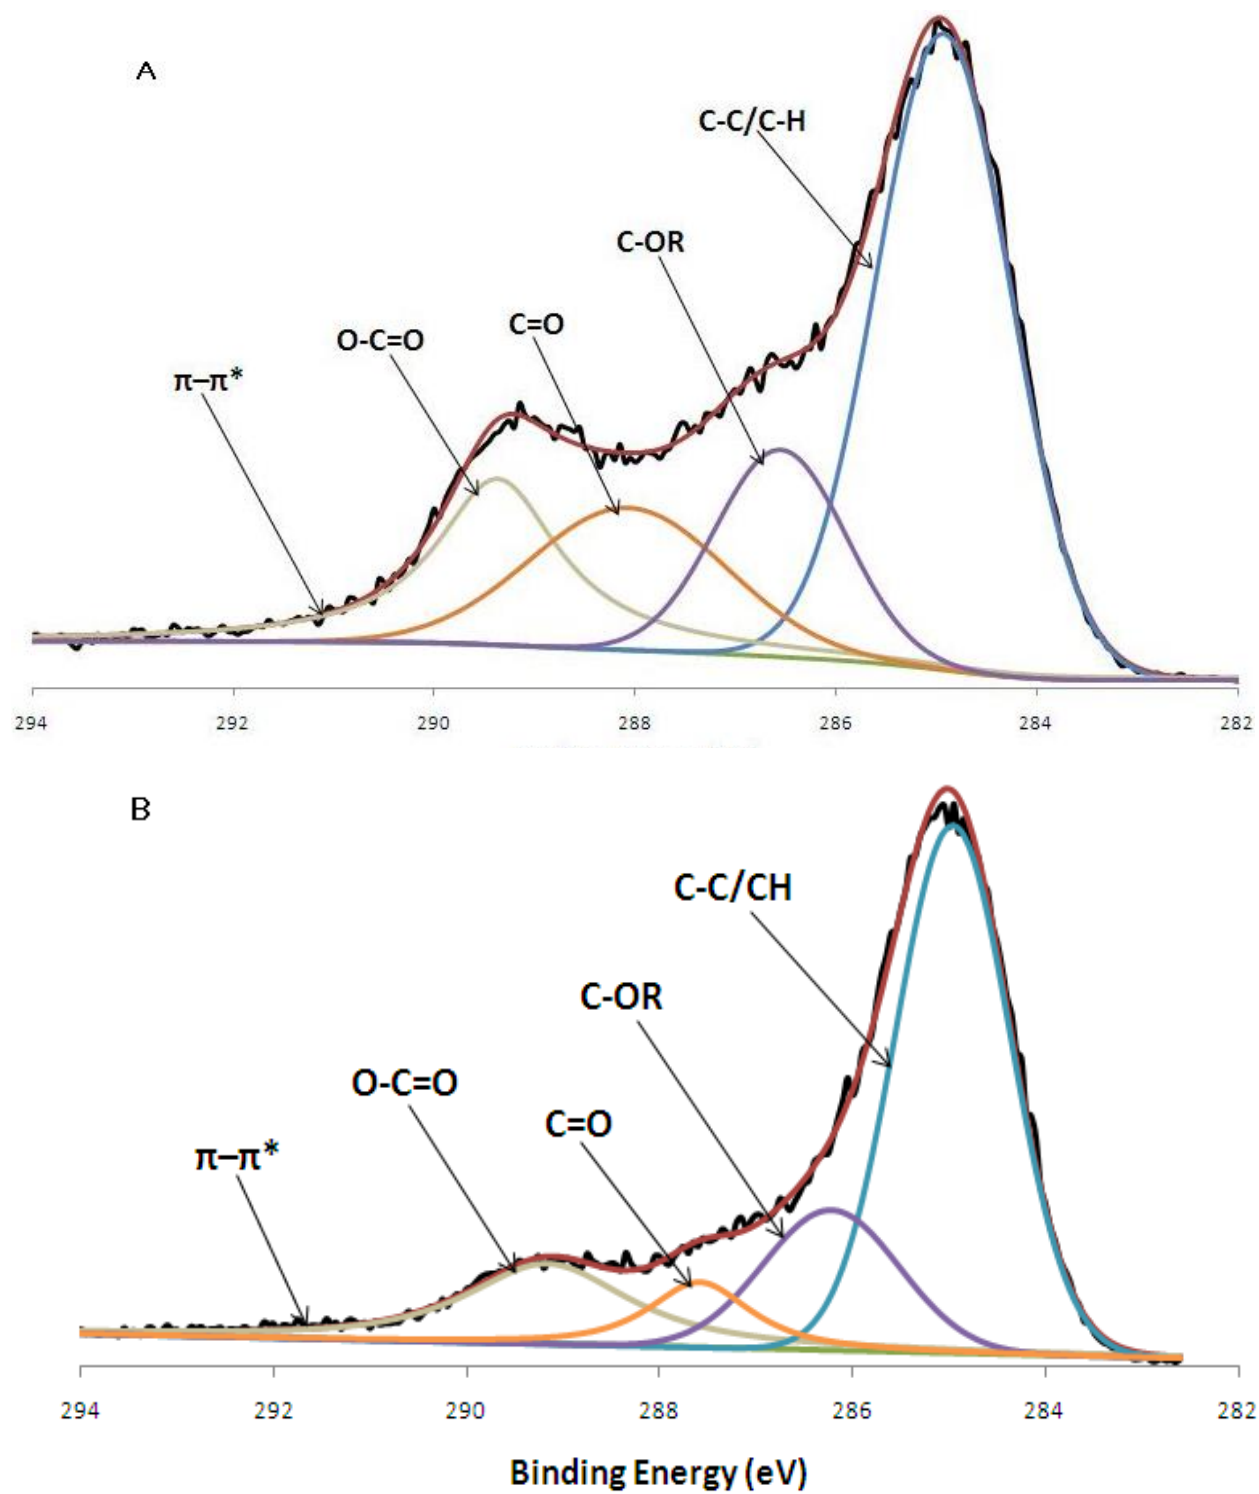 A
C-C/C-H
C-OR
C=O
O-C=O
π–π*
294 292 290 288 286 284 282
B
C-C/CH
C-OR
O-C=O
C=O
π–π*
294 292 290 288 286 284 282
Binding Energy (eV)